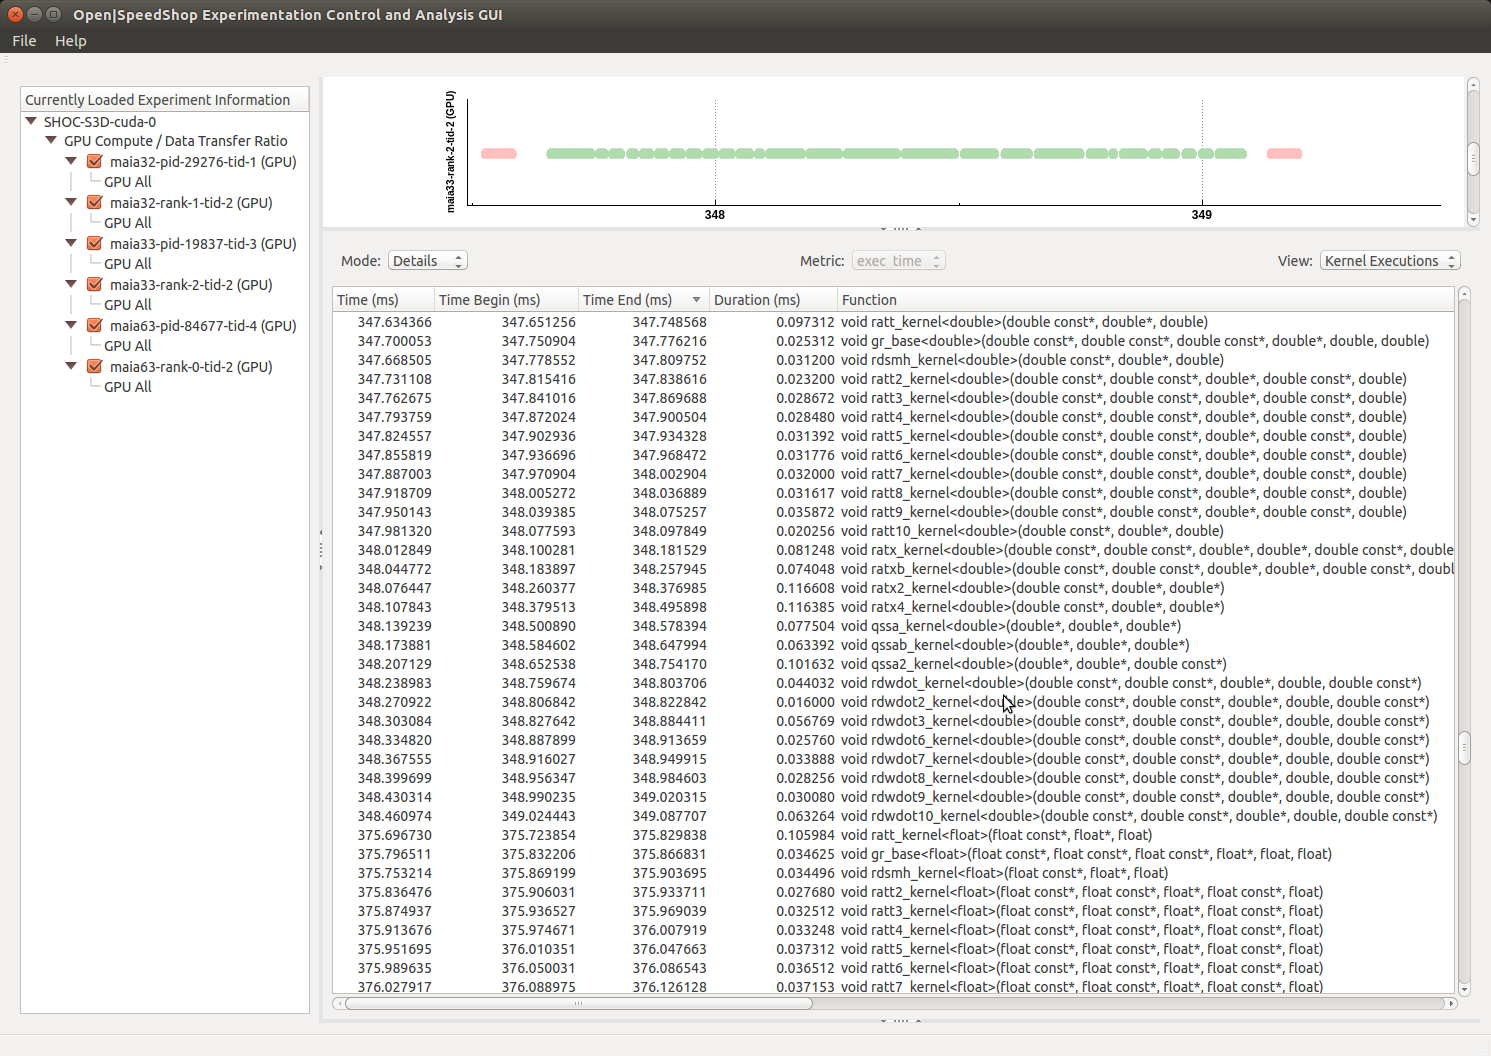 Open|SpeedShop Experimentation Control and Analysis GUI
File Help
Currently Loaded Experiment Information
SHOC-S3D-cuda-0
GPU Compute / Data Transfer Ratio
maia32-pid-29276-tid-1 (GPU)
GPU All
maia32-rank-1-tid-2 (GPU)
GPU All
maia33-pid-19837-tid-3 (GPU)
GPU All
maia33-rank-2-tid-2 (GPU)
GPU All
maia63-pid-84677-tid-4 (GPU)
GPU All
maia63-rank-0-tid-2 (GPU)
GPU All
maia33-rank-2-tid-2 (GPU)
348 349
Mode: Details Metric: exec_time View: Kernel Executions
Time (ms) Time Begin (ms) Time End (ms) Duration (ms) Function
347.634366 347.651256 347.748568 0.097312 void ratt_kernel<double>(double const*, double*, double)
347.700053 347.750904 347.776216 0.025312 void gr_base<double>(double const*, double const*, double const*, double*, double, double)
347.668505 347.778552 347.809752 0.031200 void rdsmh_kernel<double>(double const*, double*, double)
347.731108 347.815416 347.838616 0.023200 void ratt2_kernel<double>(double const*, double const*, double*, double const*, double)
347.762675 347.841016 347.869688 0.028672 void ratt3_kernel<double>(double const*, double const*, double*, double const*, double)
347.793759 347.872024 347.900504 0.028480 void ratt4_kernel<double>(double const*, double const*, double*, double const*, double)
347.824557 347.902936 347.934328 0.031392 void ratt5_kernel<double>(double const*, double const*, double*, double const*, double)
347.855819 347.936696 347.968472 0.031776 void ratt6_kernel<double>(double const*, double const*, double*, double const*, double)
347.887003 347.970904 348.002904 0.032000 void ratt7_kernel<double>(double const*, double const*, double*, double const*, double)
347.918709 348.005272 348.036889 0.031617 void ratt8_kernel<double>(double const*, double const*, double*, double const*, double)
347.950143 348.039385 348.075257 0.035872 void ratt9_kernel<double>(double const*, double const*, double*, double const*, double)
347.981320 348.077593 348.097849 0.020256 void ratt10_kernel<double>(double const*, double*, double)
348.012849 348.100281 348.181529 0.081248 void ratx_kernel<double>(double const*, double const*, double*, double*, double const*, double
348.044772 348.183897 348.257945 0.074048 void ratxb_kernel<double>(double const*, double const*, double*, double*, double const*, doubl
348.076447 348.260377 348.376985 0.116608 void ratx2_kernel<double>(double const*, double*, double*)
348.107843 348.379513 348.495898 0.116385 void ratx4_kernel<double>(double const*, double*, double*)
348.139239 348.500890 348.578394 0.077504 void qssa_kernel<double>(double*, double*, double*)
348.173881 348.584602 348.647994 0.063392 void qssab_kernel<double>(double*, double*, double*)
348.207129 348.652538 348.754170 0.101632 void qssa2_kernel<double>(double*, double*, double const*)
348.238983 348.759674 348.803706 0.044032 void rdwdot_kernel<double>(double const*, double const*, double*, double, double const*)
348.270922 348.806842 348.822842 0.016000 void rdwdot2_kernel<double>(double const*, double const*, double*, double, double const*)
348.303084 348.827642 348.884411 0.056769 void rdwdot3_kernel<double>(double const*, double const*, double*, double, double const*)
348.334820 348.887899 348.913659 0.025760 void rdwdot6_kernel<double>(double const*, double const*, double*, double, double const*)
348.367555 348.916027 348.949915 0.033888 void rdwdot7_kernel<double>(double const*, double const*, double*, double, double const*)
348.399699 348.956347 348.984603 0.028256 void rdwdot8_kernel<double>(double const*, double const*, double*, double, double const*)
348.430314 348.990235 349.020315 0.030080 void rdwdot9_kernel<double>(double const*, double const*, double*, double, double const*)
348.460974 349.024443 349.087707 0.063264 void rdwdot10_kernel<double>(double const*, double const*, double*, double, double const*)
375.696730 375.723854 375.829838 0.105984 void ratt_kernel<float>(float const*, float*, float)
375.796511 375.832206 375.866831 0.034625 void gr_base<float>(float const*, float const*, float const*, float*, float, float)
375.753214 375.869199 375.903695 0.034496 void rdsmh_kernel<float>(float const*, float*, float)
375.836476 375.906031 375.933711 0.027680 void ratt2_kernel<float>(float const*, float const*, float*, float const*, float)
375.874937 375.936527 375.969039 0.032512 void ratt3_kernel<float>(float const*, float const*, float*, float const*, float)
375.913676 375.974671 376.007919 0.033248 void ratt4_kernel<float>(float const*, float const*, float*, float const*, float)
375.951695 376.010351 376.047663 0.037312 void ratt5_kernel<float>(float const*, float const*, float*, float const*, float)
375.989635 376.050031 376.086543 0.036512 void ratt6_kernel<float>(float const*, float const*, float*, float const*, float)
376.027917 376.088975 376.126128 0.037153 void ratt7_kernel<float>(float const*, float const*, float*, float const*, float)